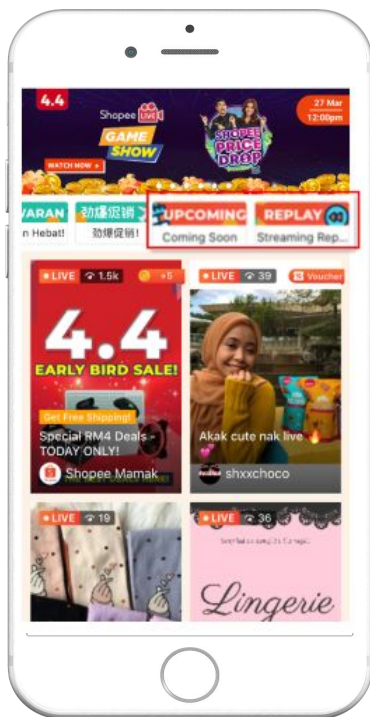 4.4
Shopee LIVE
GAME
SHOW
WATCH NOW
SHOPEE
PRICE
DROP
27 Mar
12:00pm
WARAN
n Hebat!
劲爆促销
劲爆促销!
UPCOMING
Coming Soon
REPLAY
Streaming Rep...
LIVE 1.5k +5
4.4
EARLY BIRD SALE!
Get Free Shipping!
Special RM4 Deals -
TODAY ONLY!
Shopee Mamak
LIVE 39 Voucher
Akak cute nak live
shxxchoco
LIVE 19
LIVE 36
Lingerie